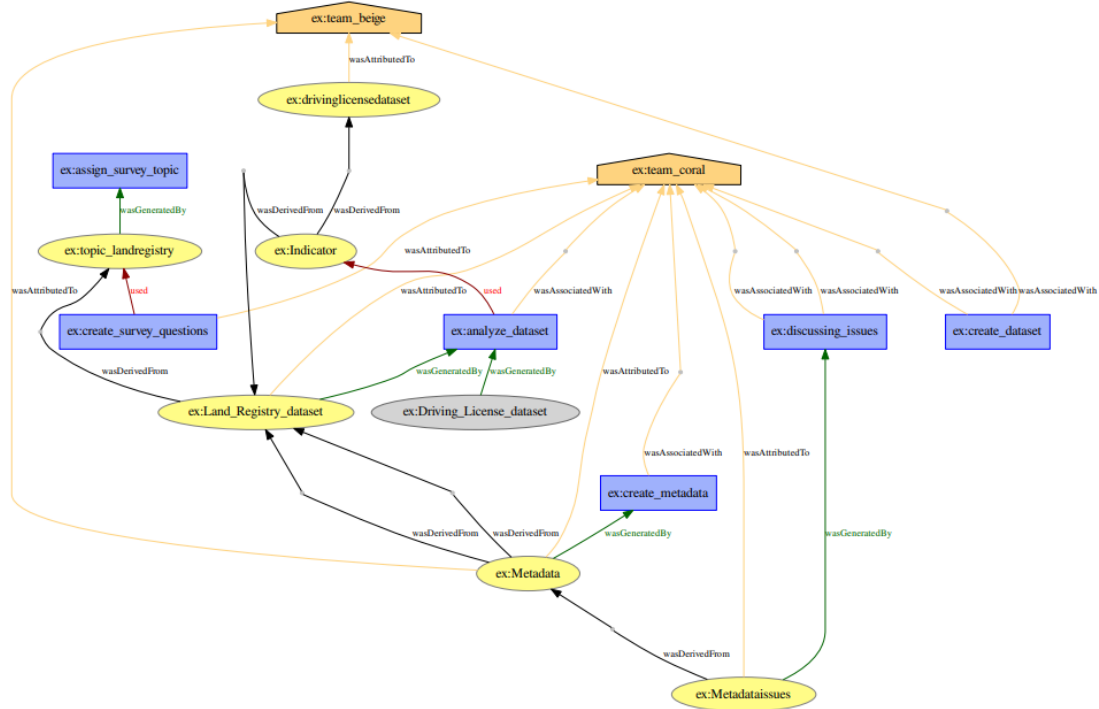 ex:team_beige
wasAttributedTo
ex:drivinglicensedataset
ex:assign_survey_topic
ex:team_coral
wasGeneratedBy
wasDerivedFrom
wasDerivedFrom
ex:topic_landregistry
ex:Indicator
wasAttributedTo
wasAttributedTo
used
wasAttributedTo
used
wasAssociatedWith
wasAssociatedWith
wasAssociatedWith
wasAssociatedWith
wasAssociatedWith
ex:create_survey_questions
ex:analyze_dataset
ex:discussing_issues
ex:create_dataset
wasDerivedFrom
wasGeneratedBy
wasGeneratedBy
wasAttributedTo
ex:Land_Registry_dataset
ex:Driving_License_dataset
wasAssociatedWith
wasAttributedTo
ex:create_metadata
wasDerivedFrom
wasDerivedFrom
wasGeneratedBy
wasGeneratedBy
ex:Metadata
wasDerivedFrom
ex:Metadataissues